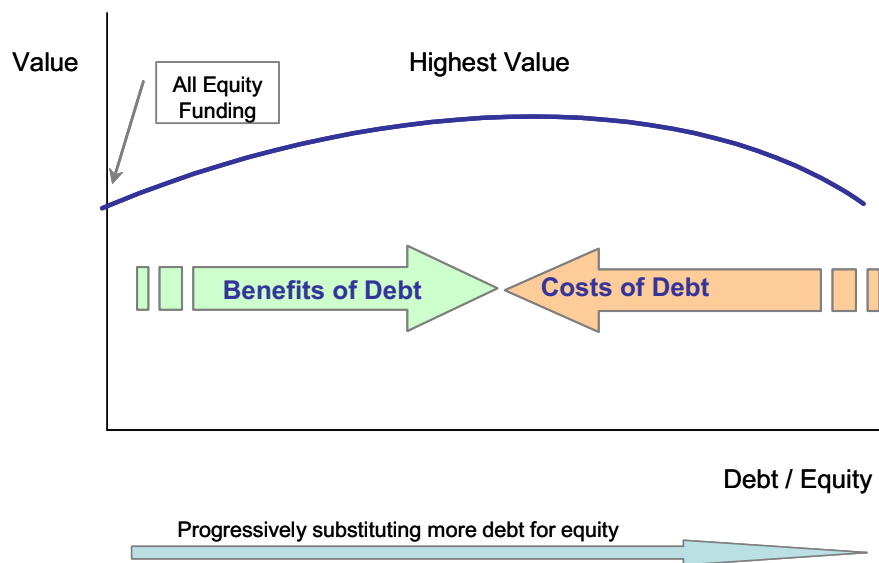 Value
Highest Value
All Equity
Funding
Benefits of Debt
Costs of Debt
Debt / Equity
Progressively substituting more debt for equity